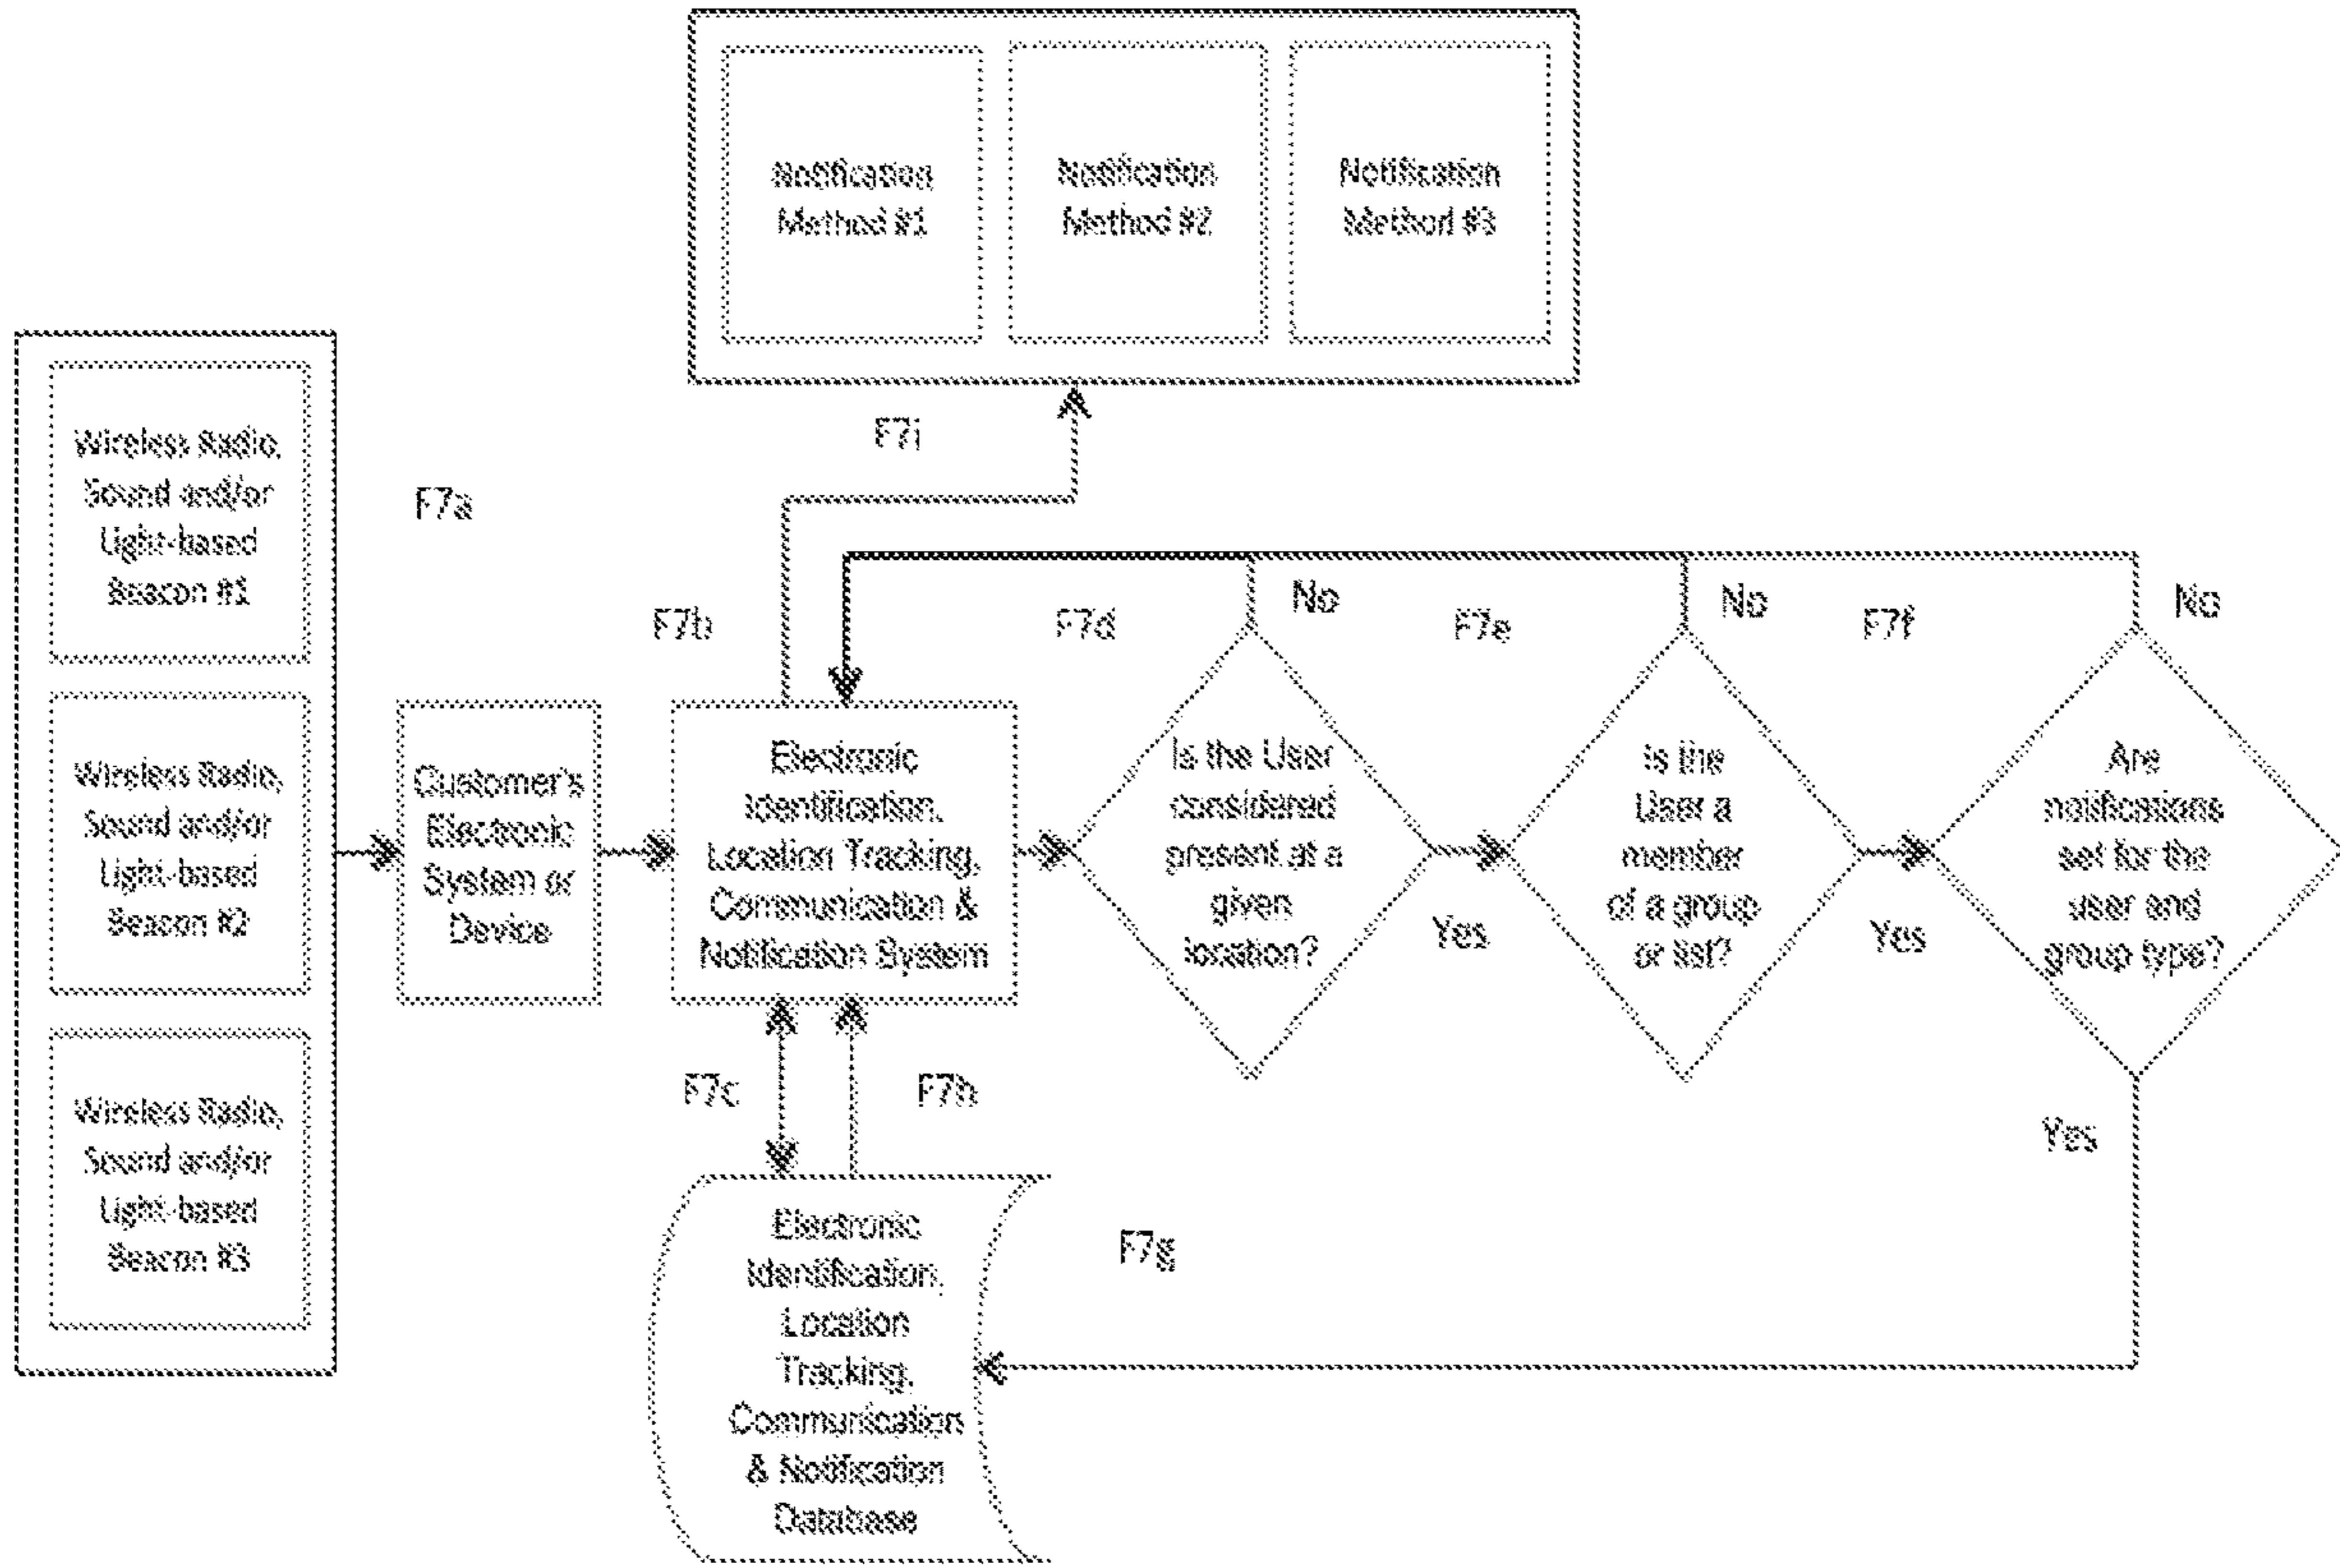 Notification
Method #1
Notification
Method #2
Notification
Method #3
F7i
Wireless Radio,
Sound and/or
Light-based
Beacon #1
Wireless Radio,
Sound and/or
Light-based
Beacon #2
Wireless Radio,
Sound and/or
Light-based
Beacon #3
F7a
Customer's
Electronic
System or
Device
F7b
Electronic
Identification,
Location Tracking,
Communication &
Notification System
F7d
No
Is the User
considered
present at a
given
location?
Yes
F7e
No
Is the
User a
member
of a group
or list?
Yes
F7f
No
Are
notifications
set for the
user and
group type?
Yes
F7c
F7h
Electronic
Identification,
Location
Tracking,
Communication
& Notification
Database
F7g